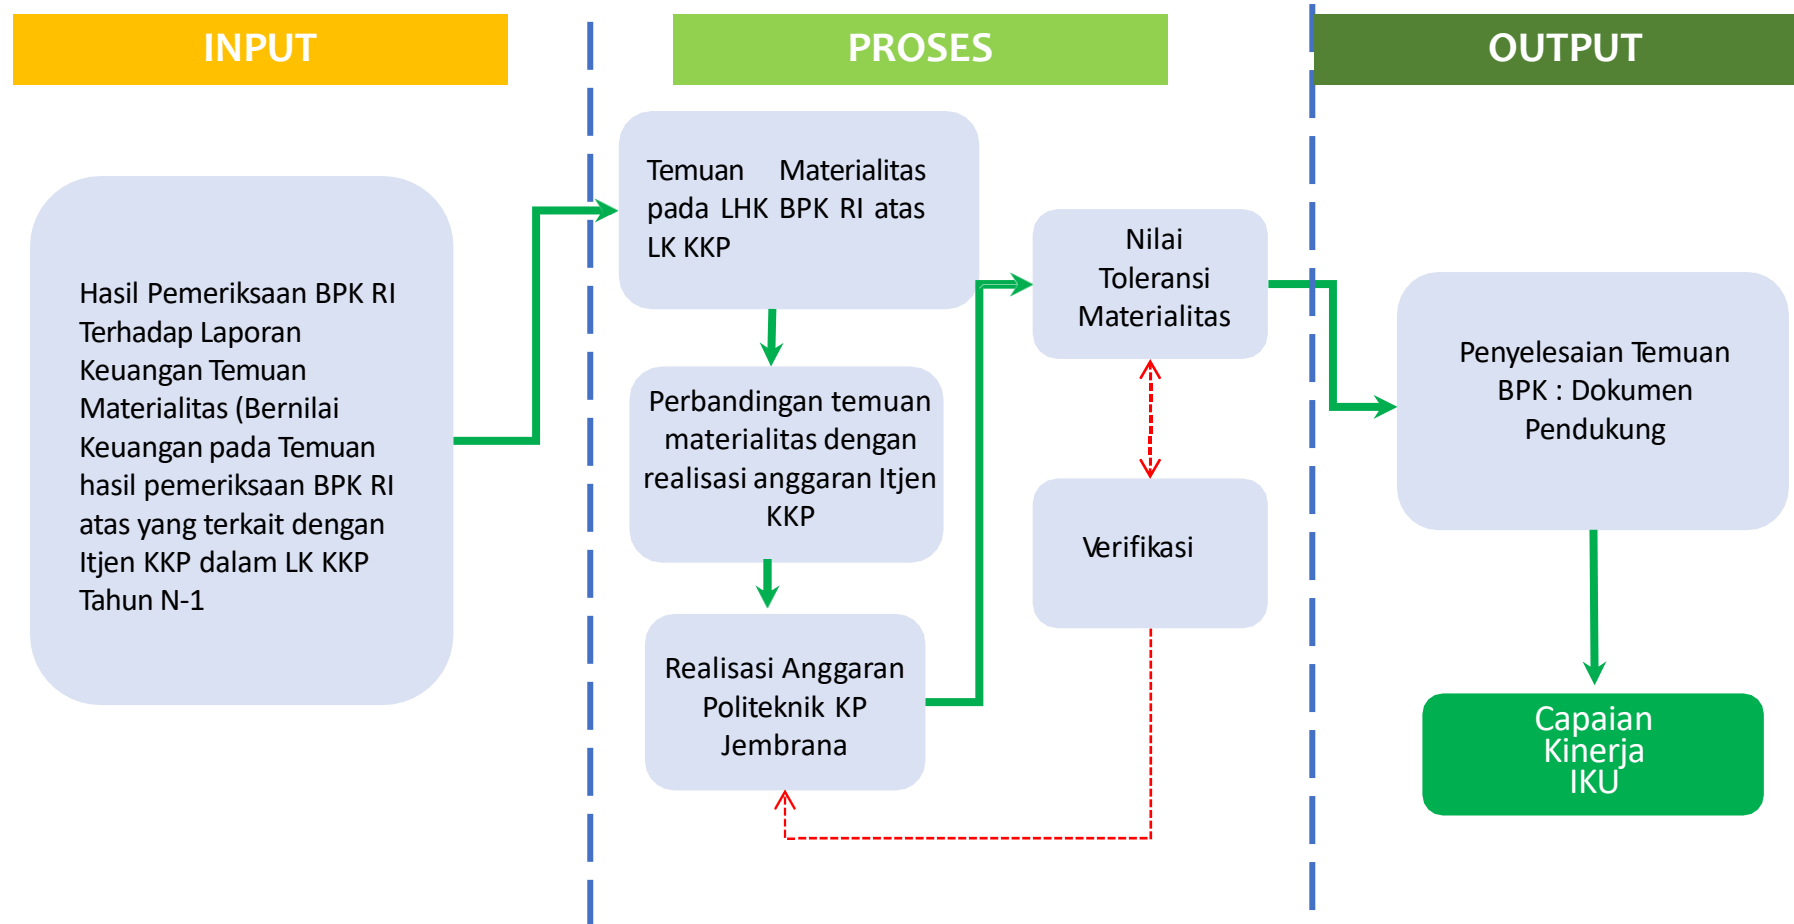 INPUT
PROSES
OUTPUT
Hasil Pemeriksaan BPK RI
Terhadap Laporan
Keuangan Temuan
Materialitas (Bernilai
Keuangan pada Temuan
hasil pemeriksaan BPK RI
atas yang terkait dengan
Itjen KKP dalam LK KKP
Tahun N-1
Temuan Materialitas
pada LHK BPK RI atas
LK KKP
Perbandingan temuan
materialitas dengan
realisasi anggaran Itjen
KKP
Realisasi Anggaran
Politeknik KP
Jembrana
Nilai
Toleransi
Materialitas
Verifikasi
Penyelesaian Temuan
BPK : Dokumen
Pendukung
Capaian
Kinerja
IKU